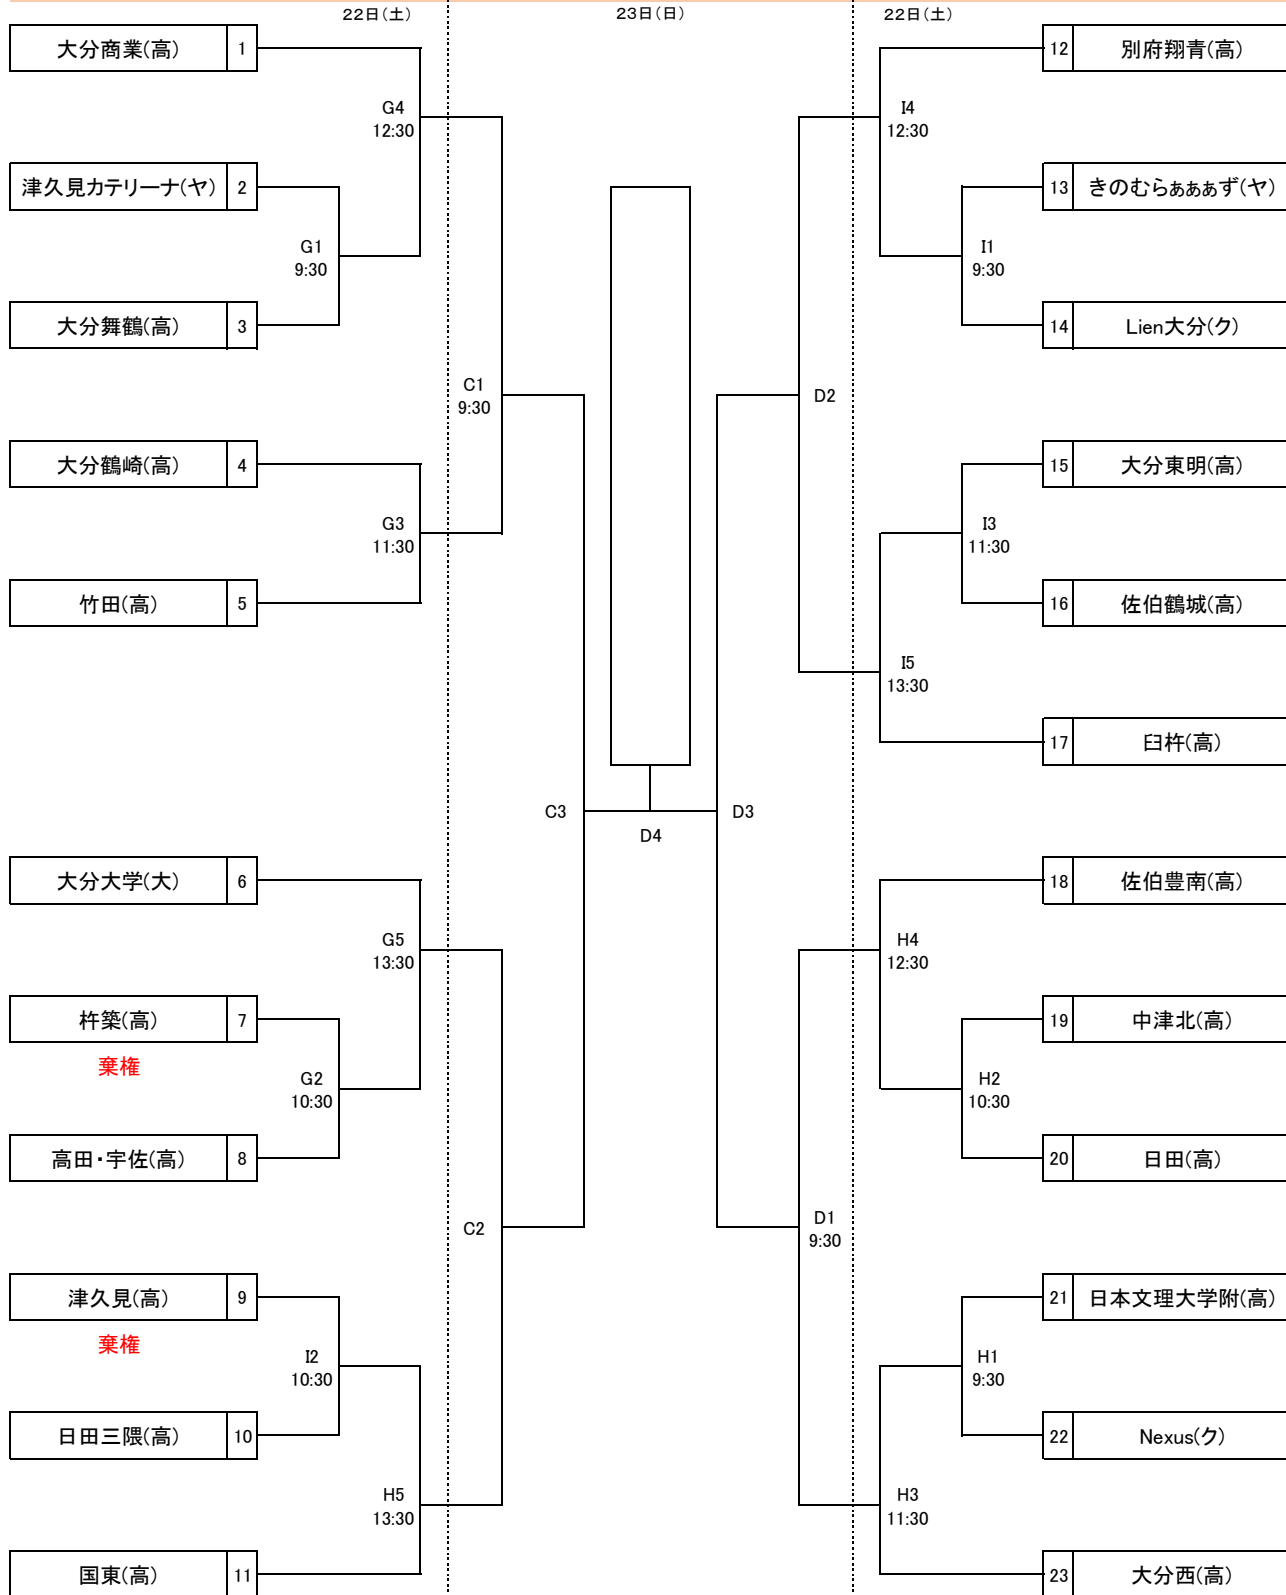 22日(土)
23日(日)
22日(土)
大分商業(高) 1
G4
12:30
津久見カテリーナ(ヤ) 2
G1
9:30
大分舞鶴(高) 3
C1
9:30
大分鶴崎(高) 4
G3
11:30
竹田(高) 5
C3
大分大学(大) 6
G5
13:30
杵築(高) 7
棄権
G2
10:30
高田・宇佐(高) 8
C2
津久見(高) 9
棄権
I2
10:30
日田三隈(高) 10
H5
13:30
国東(高) 11
D4
12 別府翔青(高)
I4
12:30
13 きのむらぁぁぁず(ヤ)
I1
9:30
14 Lien大分(ク)
D2
15 大分東明(高)
I3
11:30
16 佐伯鶴城(高)
I5
13:30
17 臼杵(高)
D3
18 佐伯豊南(高)
H4
12:30
19 中津北(高)
H2
10:30
20 日田(高)
D1
9:30
21 日本文理大学附(高)
H1
9:30
22 Nexus(ク)
H3
11:30
23 大分西(高)